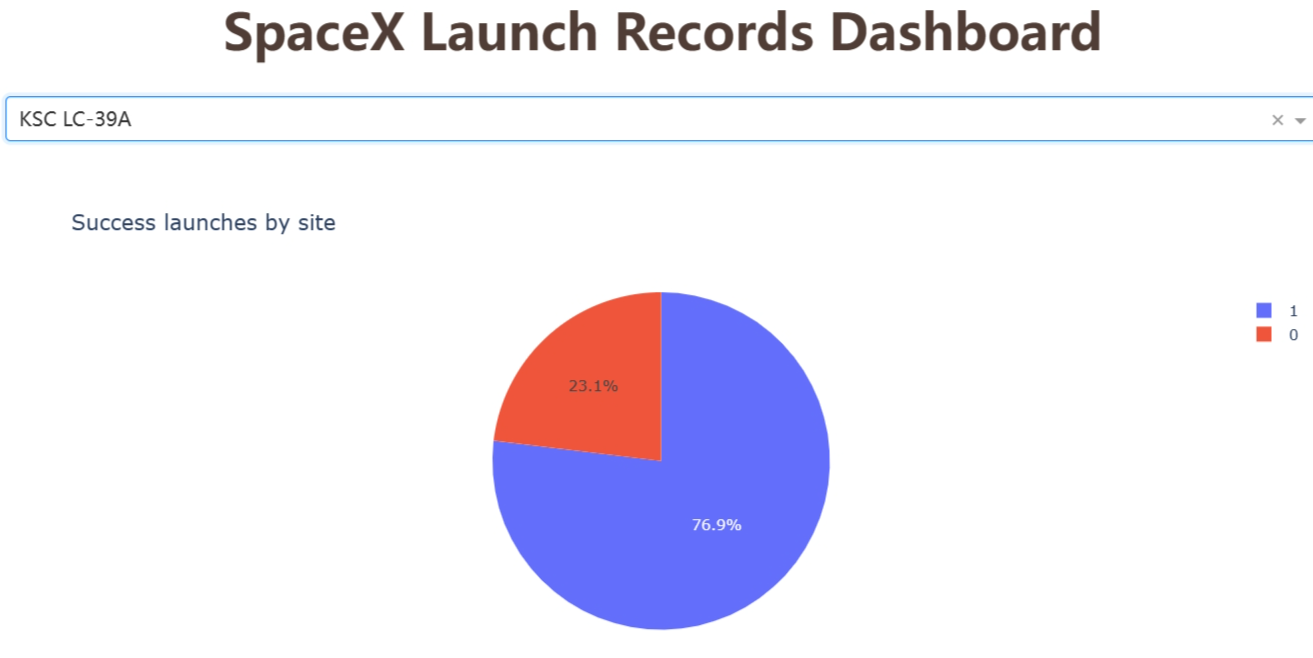 SpaceX Launch Records Dashboard
KSC LC-39A
Success launches by site
1
0
23.1%
76.9%